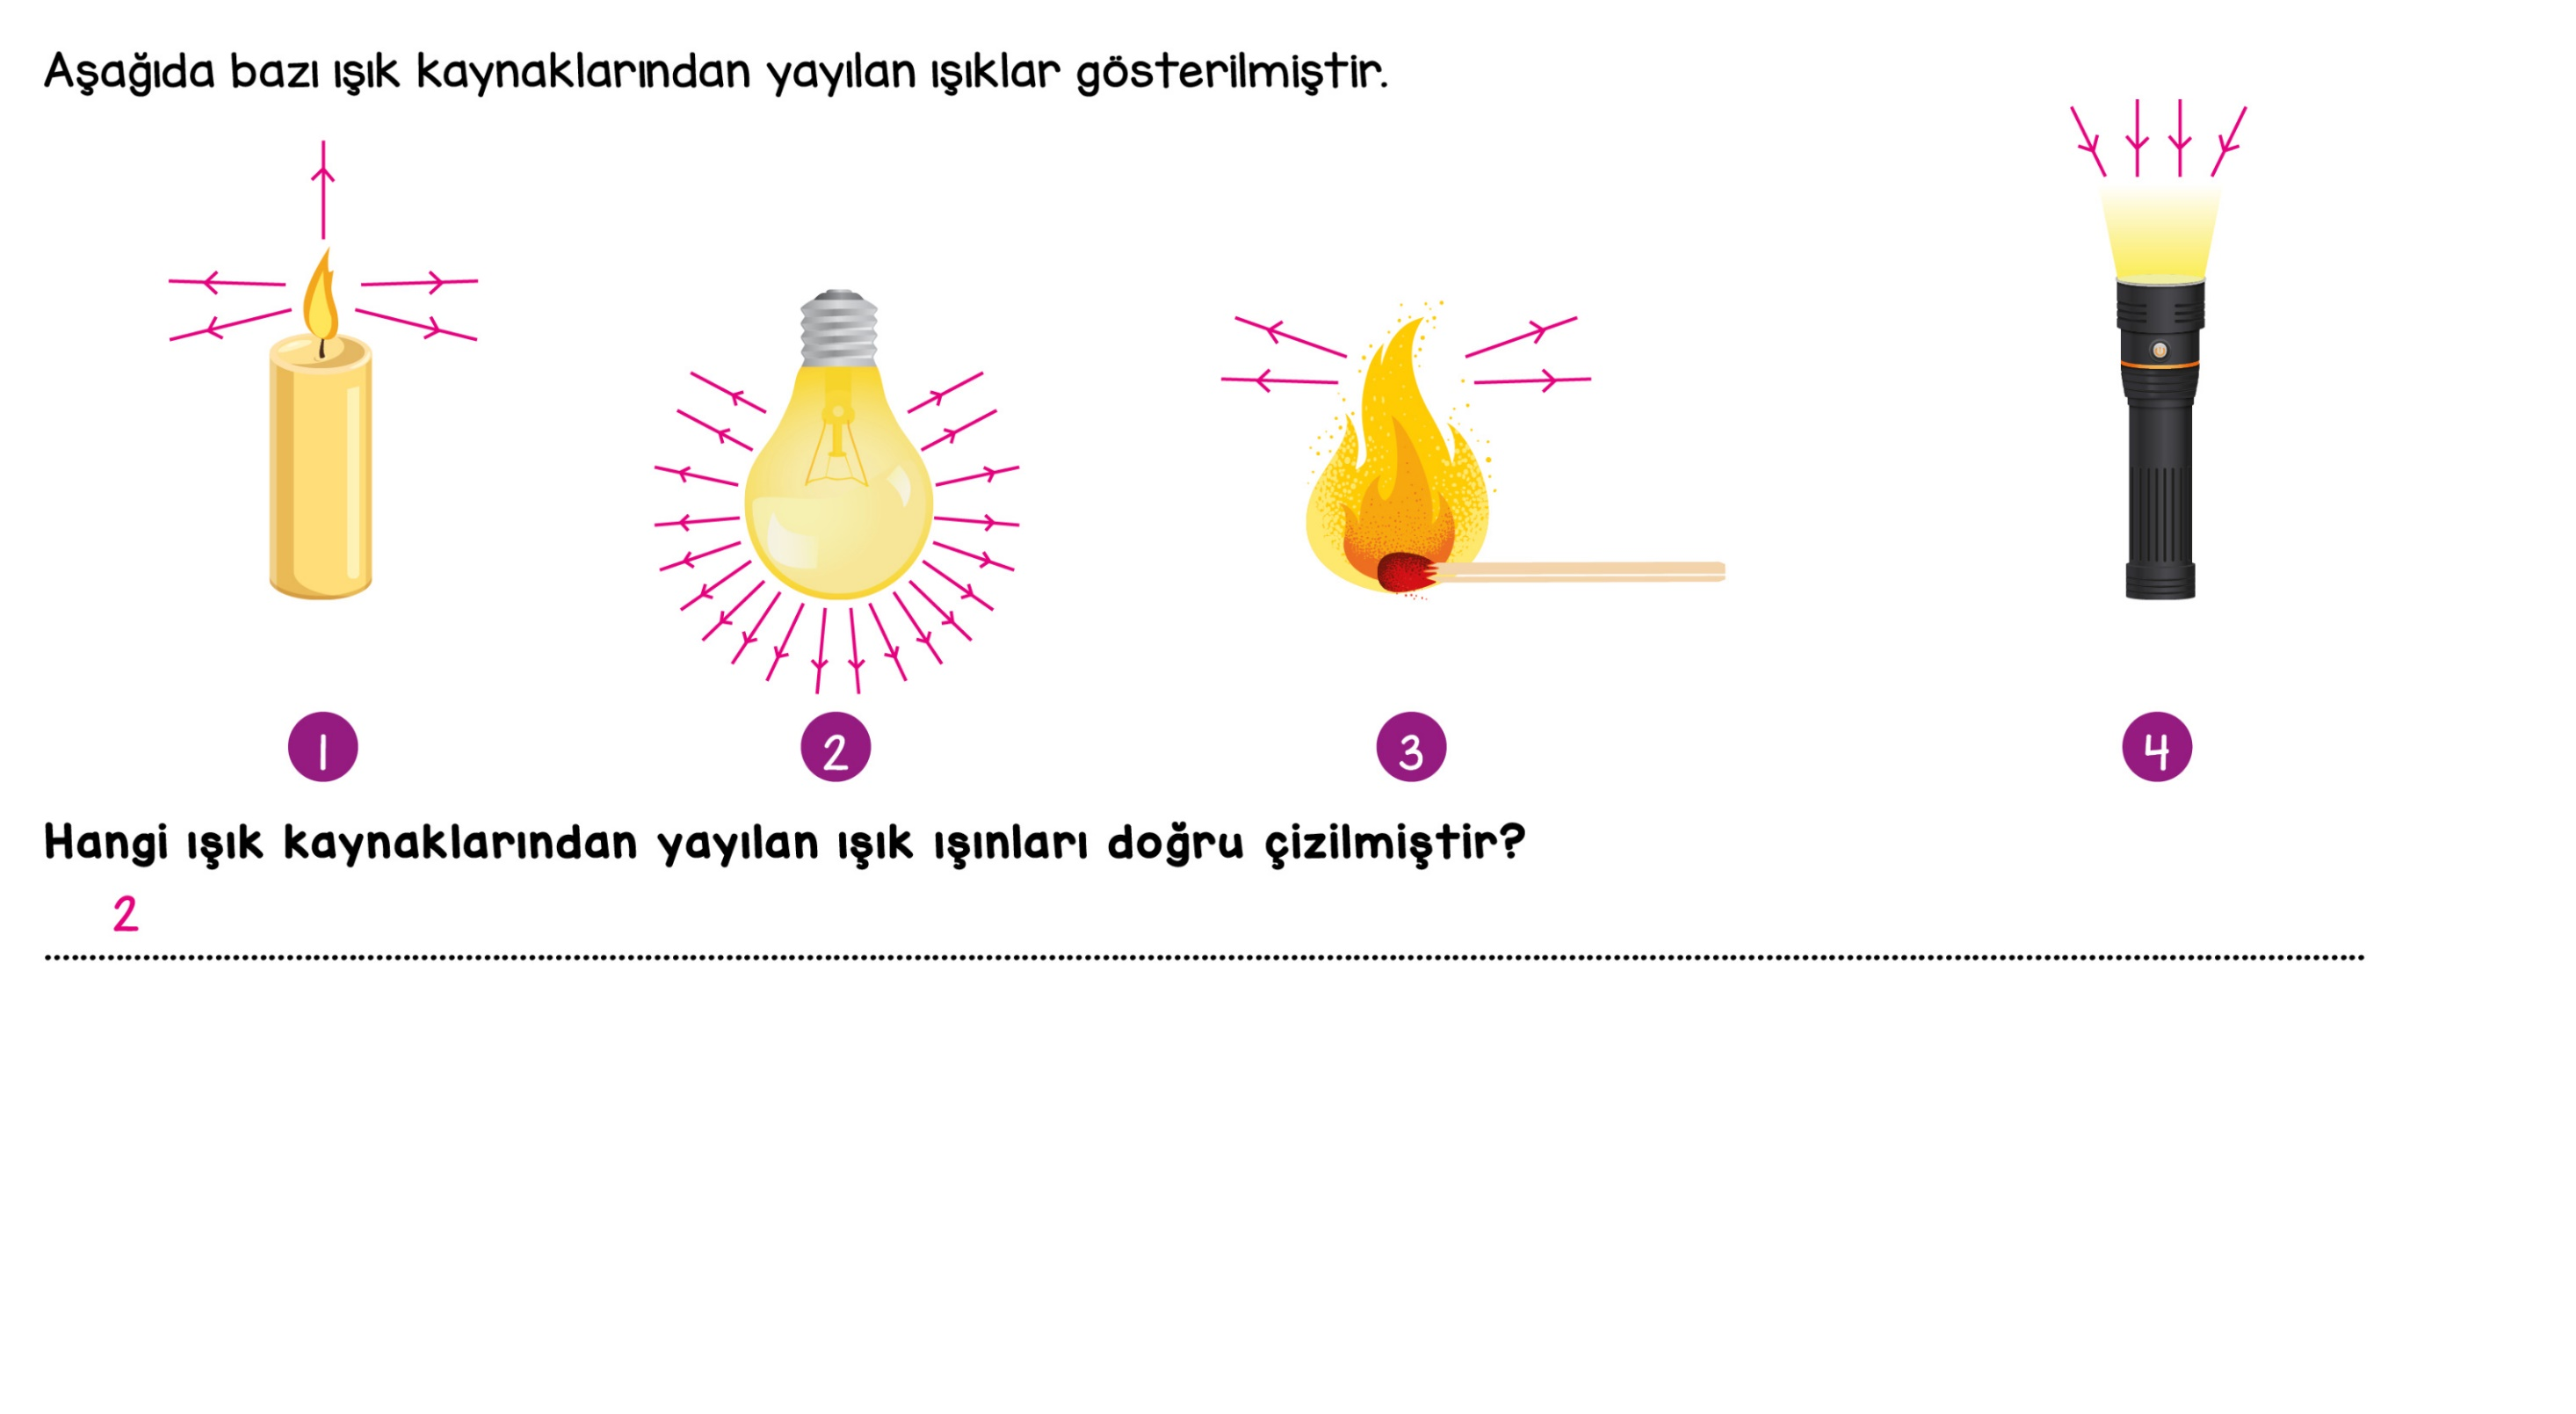 Aşağıda bazı ışık kaynaklarından yayılan ışıklar gösterilmiştir.
1 2 3 4
Hangi ışık kaynaklarından yayılan ışık ışınları doğru çizilmiştir?
2